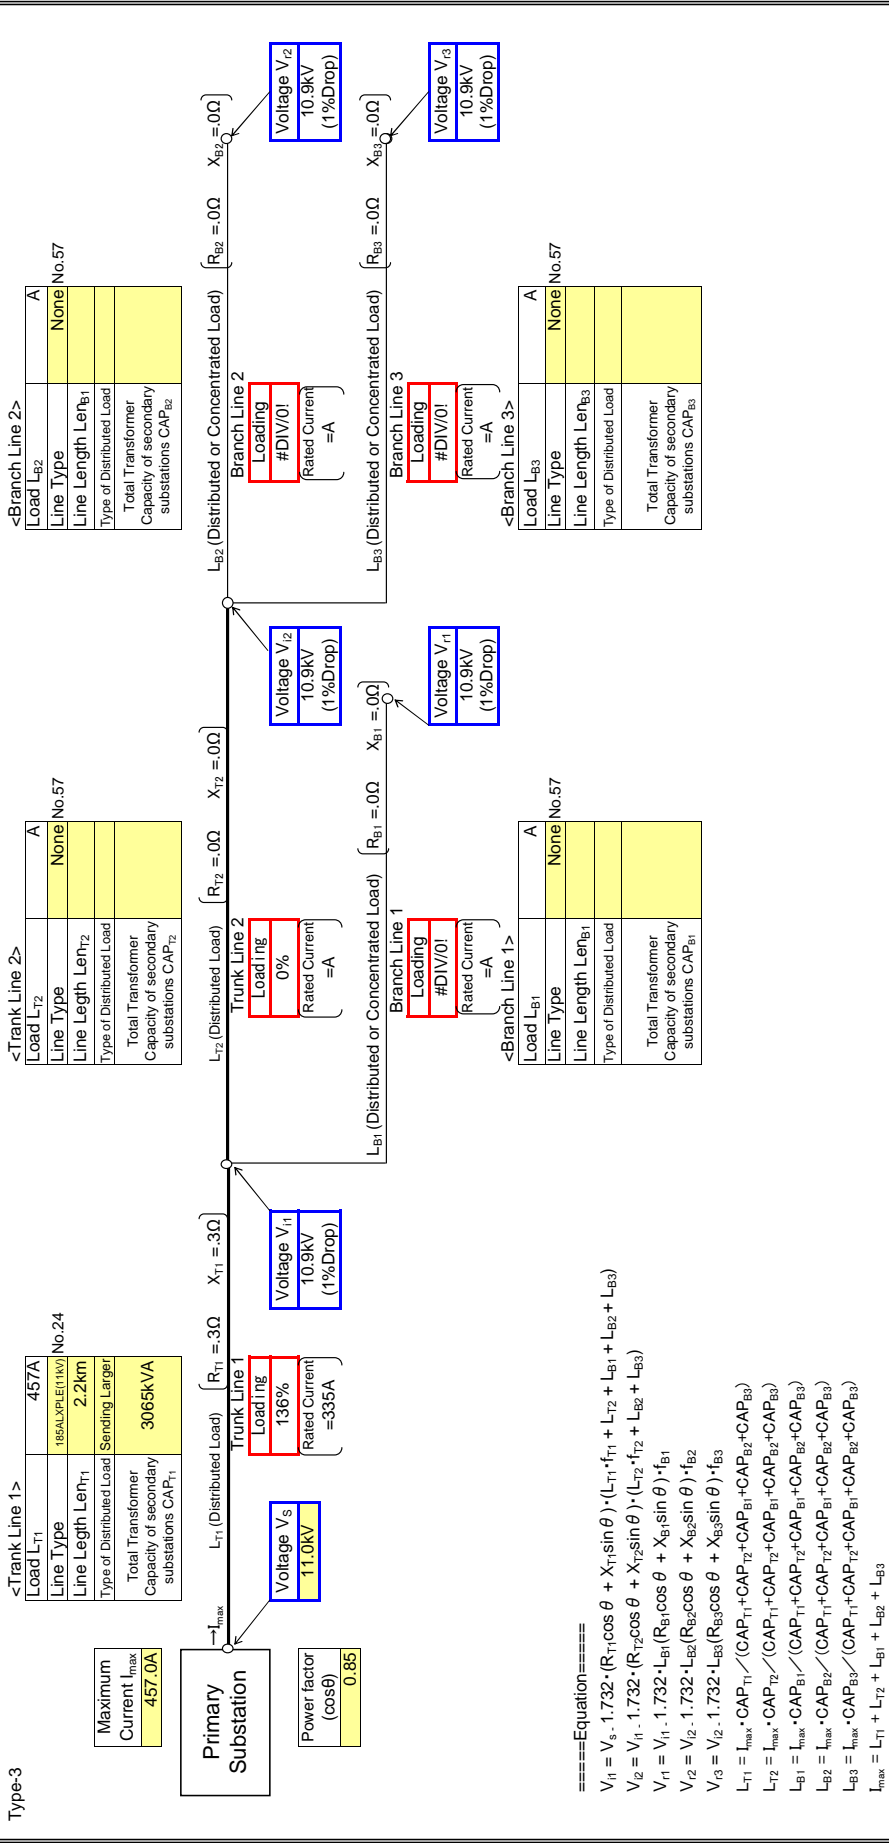 Type-3
<Trank Line 1>
Load LT1 457A
Line Type 185ALXPLE(11kV) No.24
Line Legth LenT1 2.2km
Type of Distributed Load Sending Larger
Total Transformer Capacity of secondary substations CAPT1 3065kVA
<Trank Line 2>
Load LT2 A
Line Type None No.57
Line Legth LenT2
Type of Distributed Load
Total Transformer Capacity of secondary substations CAPT2
<Branch Line 2>
Load LB2 A
Line Type None No.57
Line Length LenB1
Type of Distributed Load
Total Transformer Capacity of secondary substations CAPB2
Maximum
Current Imax
457.0A
Primary
Substation
Power factor
(cosθ)
0.85
→Imax
Voltage VS
11.0kV
LT1 (Distributed Load)
RT1 =.3Ω XT1 =.3Ω
Trunk Line 1
Loading
136%
Rated Current
=335A
Voltage Vi1
10.9kV
(1%Drop)
LT2 (Distributed Load)
RT2 =.0Ω XT2 =.0Ω
Trunk Line 2
Loading
0%
Rated Current
=A
Voltage Vi2
10.9kV
(1%Drop)
LB2 (Distributed or Concentrated Load)
RB2 =.0Ω XB2 =.0Ω
Branch Line 2
Loading
#DIV/0!
Rated Current
=A
Voltage Vr2
10.9kV
(1%Drop)
LB1 (Distributed or Concentrated Load)
RB1 =.0Ω XB1 =.0Ω
Branch Line 1
Loading
#DIV/0!
Rated Current
=A
Voltage Vr1
10.9kV
(1%Drop)
LB3 (Distributed or Concentrated Load)
RB3 =.0Ω XB3 =.0Ω
Branch Line 3
Loading
#DIV/0!
Rated Current
=A
Voltage Vr3
10.9kV
(1%Drop)
<Branch Line 1>
Load LB1 A
Line Type None No.57
Line Length LenB1
Type of Distributed Load
Total Transformer Capacity of secondary substations CAPB1
<Branch Line 3>
Load LB3 A
Line Type None No.57
Line Length LenB3
Type of Distributed Load
Total Transformer Capacity of secondary substations CAPB3
=====Equation=====
Vi1 = Vs - 1.732・(RT1cosθ + XT1sinθ)・(LT1・fT1 + LT2 + LB1 + LB2 + LB3)
Vi2 = Vi1 - 1.732・(RT2cosθ + XT2sinθ)・(LT2・fT2 + LB2 + LB3)
Vr1 = Vi1 - 1.732・LB1(RB1cosθ + XB1sinθ)・fB1
Vr2 = Vi2 - 1.732・LB2(RB2cosθ + XB2sinθ)・fB2
Vr3 = Vi2 - 1.732・LB3(RB3cosθ + XB3sinθ)・fB3
LT1 = Imax・CAPT1/(CAPT1+CAPT2+CAPB1+CAPB2+CAPB3)
LT2 = Imax・CAPT2/(CAPT1+CAPT2+CAPB1+CAPB2+CAPB3)
LB1 = Imax・CAPB1/(CAPT1+CAPT2+CAPB1+CAPB2+CAPB3)
LB2 = Imax・CAPB2/(CAPT1+CAPT2+CAPB1+CAPB2+CAPB3)
LB3 = Imax・CAPB3/(CAPT1+CAPT2+CAPB1+CAPB2+CAPB3)
Imax = LT1 + LT2 + LB1 + LB2 + LB3